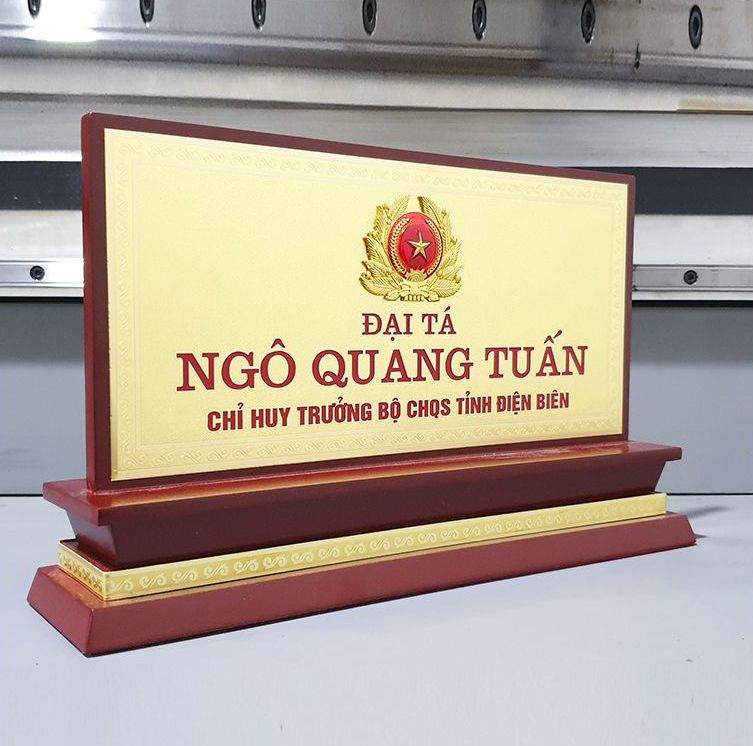 ĐẠI TÁ
NGÔ QUANG TUẤN
CHỈ HUY TRƯỞNG BỘ CHQS TỈNH ĐIỆN BIÊN